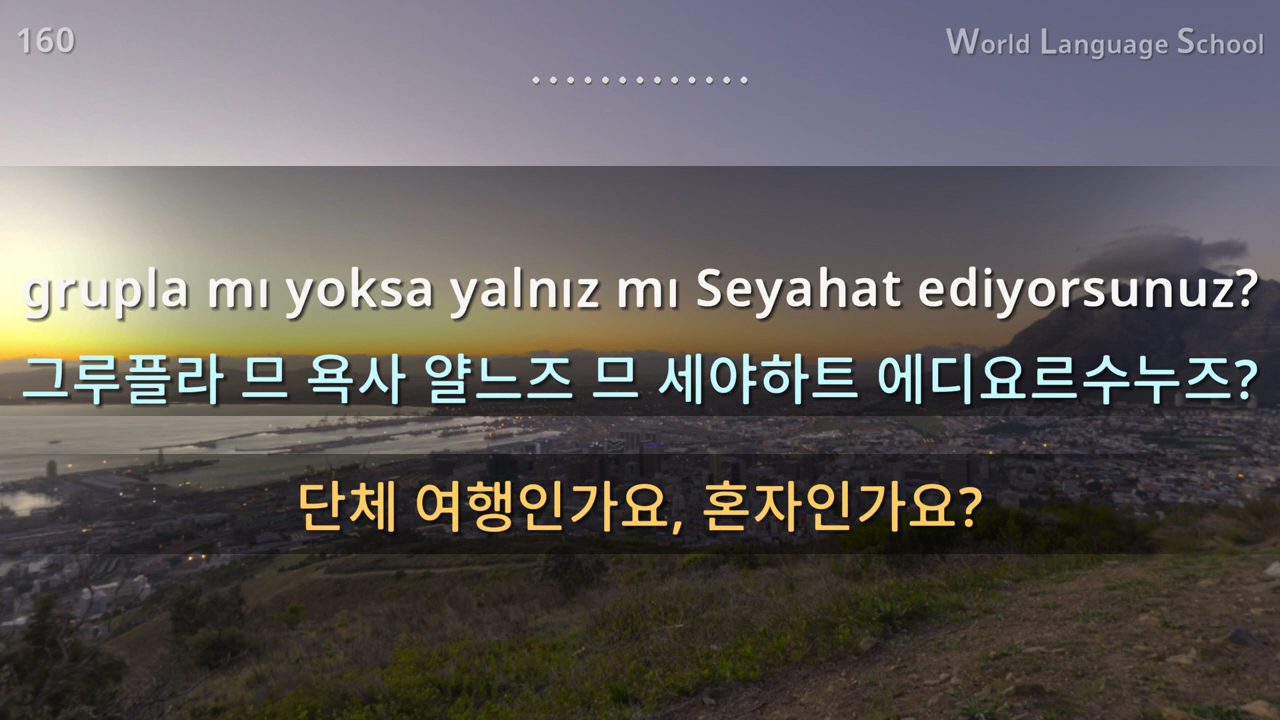 160
World Language School
grupla mı yoksa yalnız mı Seyahat ediyorsunuz?
그루플라 므 욕사 얄느즈 므 세야하트 에디요르수누즈?
단체 여행인가요, 혼자인가요?